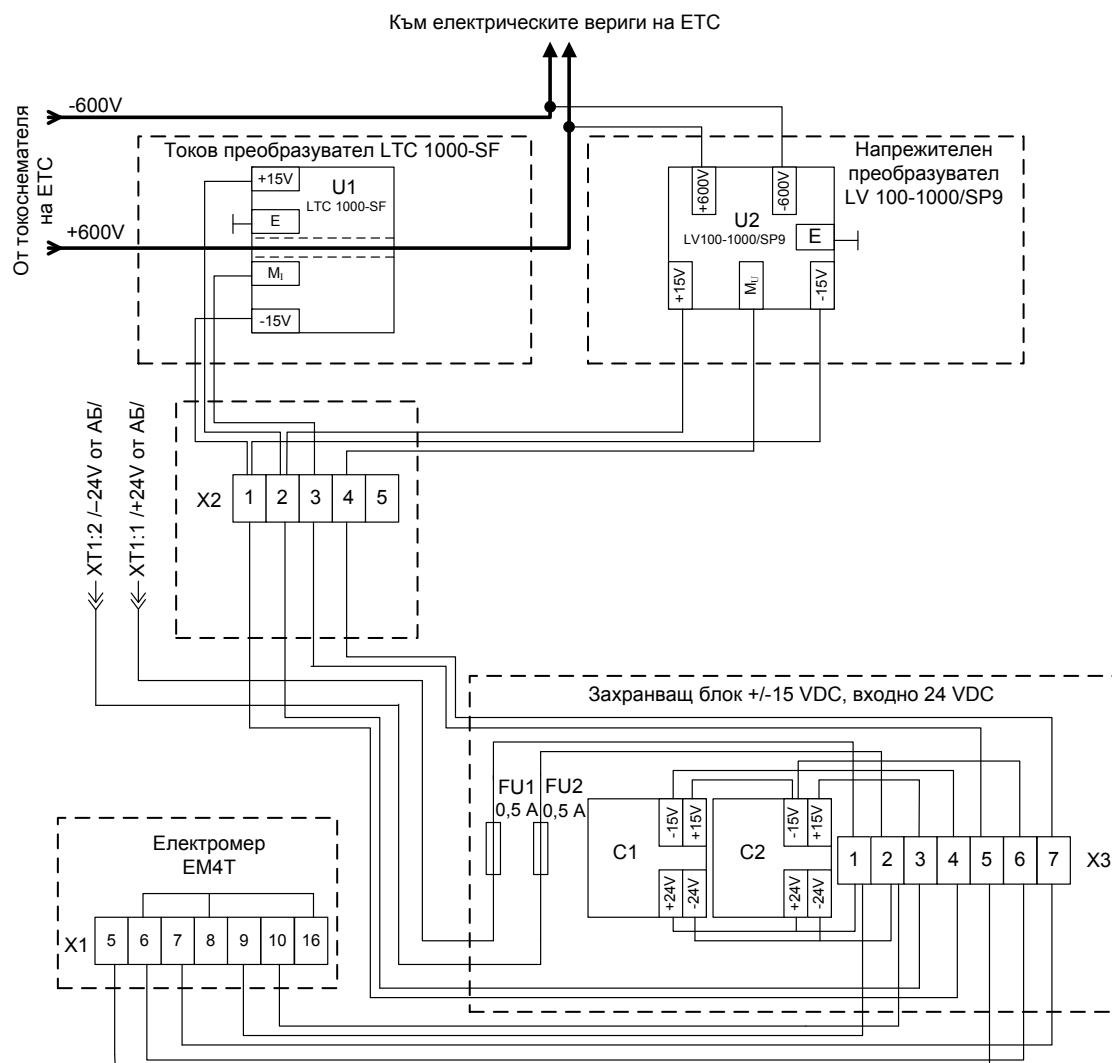 Към електрическите вериги на ЕТС
От токоснемателя
на ЕТС
-600V
+600V
Токов преобразувател LTC 1000-SF
+15V
U1
LTC 1000-SF
E
M_I
-15V
Напрежителен
преобразувател
LV 100-1000/SP9
+600V
-600V
U2
LV100-1000/SP9
E
+15V
M_U
-15V
XT1:2 /–24V от АБ/
XT1:1 /+24V от АБ/
X2
1 2 3 4 5
Захранващ блок +/-15 VDC, входно 24 VDC
FU1 FU2
0,5 A 0,5 A
C1
-15V
+15V
+24V
-24V
C2
-15V
+15V
+24V
-24V
1 2 3 4 5 6 7
X3
Електромер
EM4T
X1
5 6 7 8 9 10 16